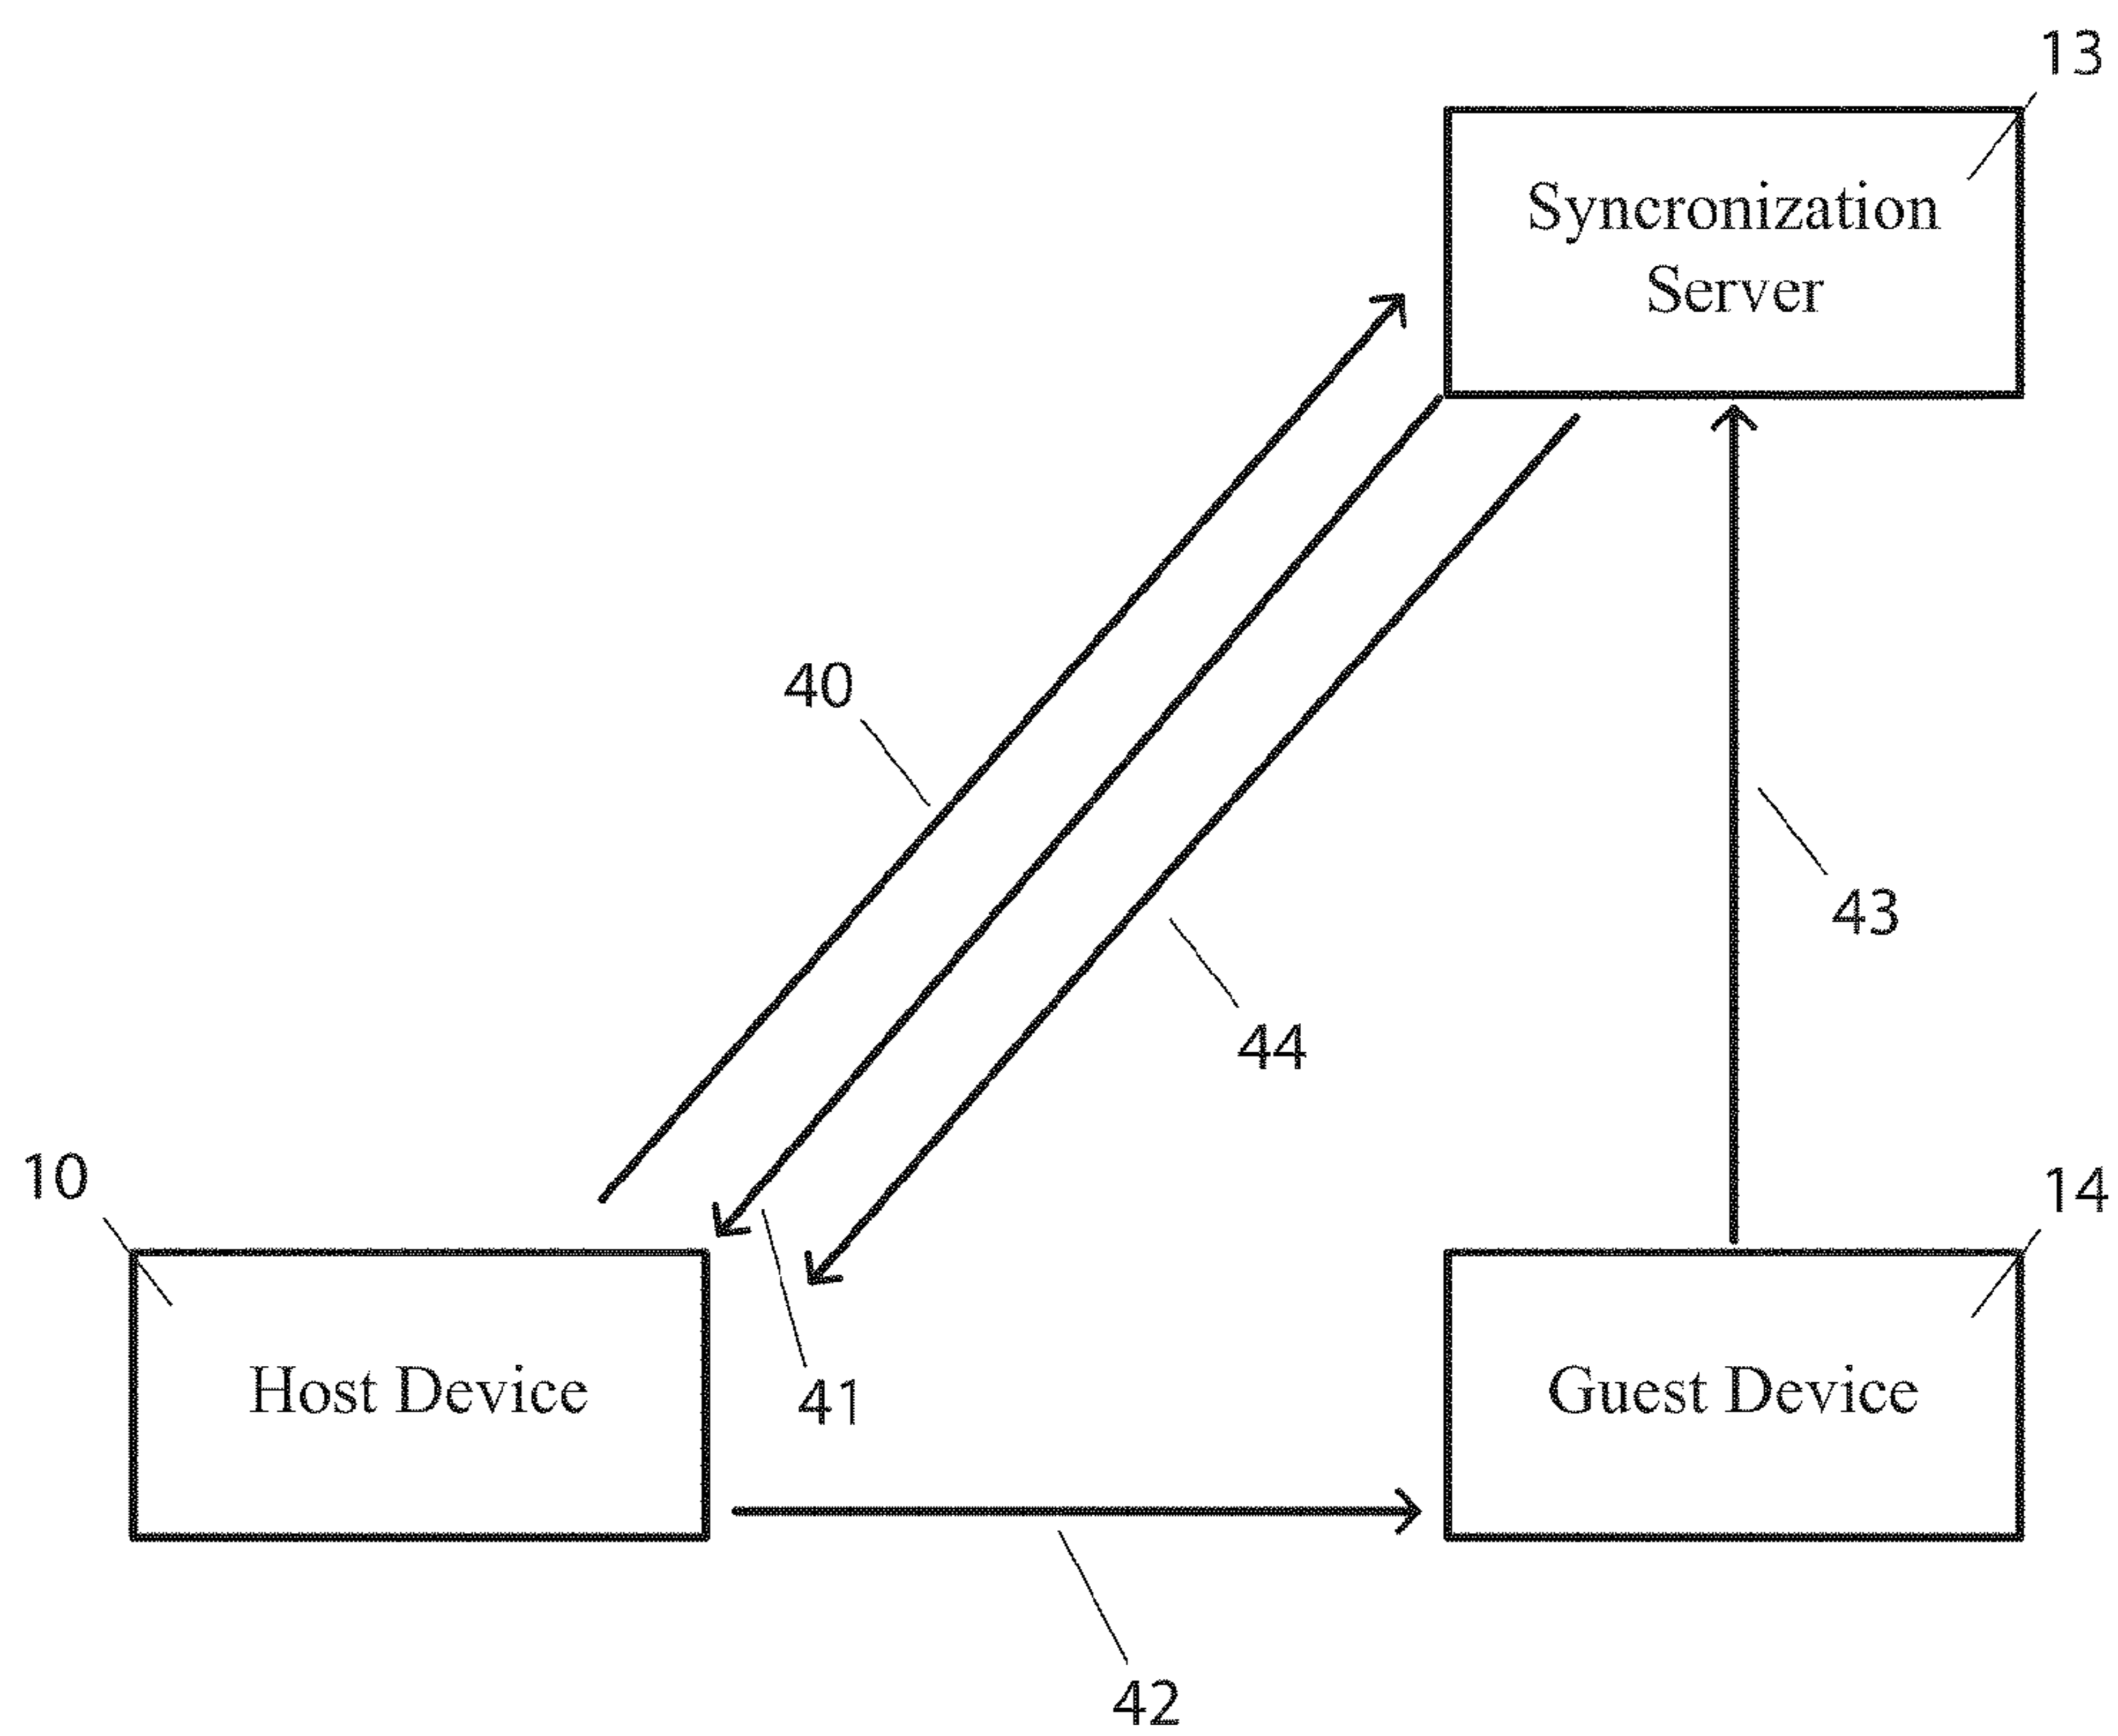 13
Syncronization
Server
40
43
44
10
14
Host Device
41
Guest Device
42